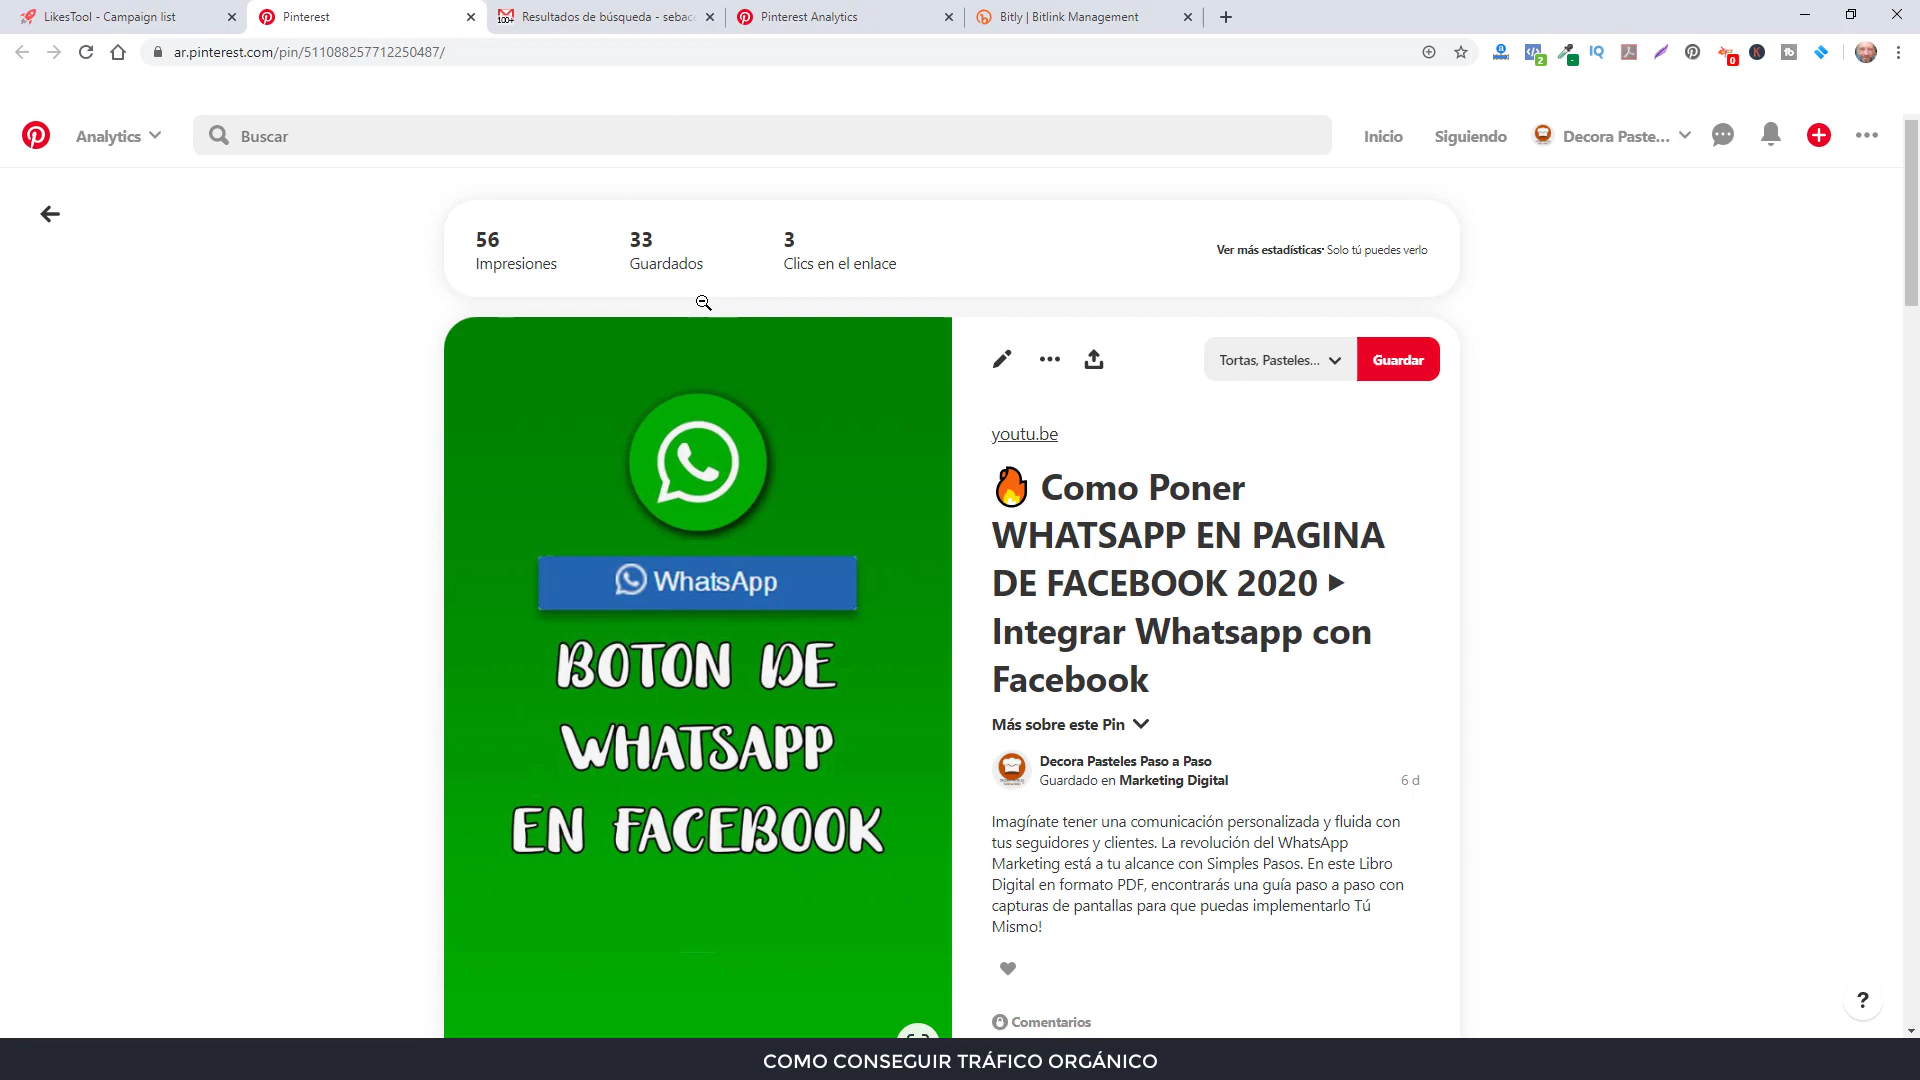 LikesTool - Campaign list
Pinterest
Resultados de búsqueda - sebac
Pinterest Analytics
Bitly | Bitlink Management
ar.pinterest.com/pin/511088257712250487/
Analytics
Buscar
Inicio
Siguiendo
Decora Paste...
56
Impresiones
33
Guardados
3
Clics en el enlace
Ver más estadísticas· Solo tú puedes verlo
Tortas, Pasteles...
Guardar
youtu.be
🔥 Como Poner
WHATSAPP EN PAGINA
DE FACEBOOK 2020 ▶
Integrar Whatsapp con
Facebook
WhatsApp
BOTON DE
WHATSAPP
EN FACEBOOK
Más sobre este Pin
Decora Pasteles Paso a Paso
Guardado en Marketing Digital
6 d
Imagínate tener una comunicación personalizada y fluida con
tus seguidores y clientes. La revolución del WhatsApp
Marketing está a tu alcance con Simples Pasos. En este Libro
Digital en formato PDF, encontrarás una guía paso a paso con
capturas de pantallas para que puedas implementarlo Tú
Mismo!
Comentarios
?
COMO CONSEGUIR TRÁFICO ORGÁNICO